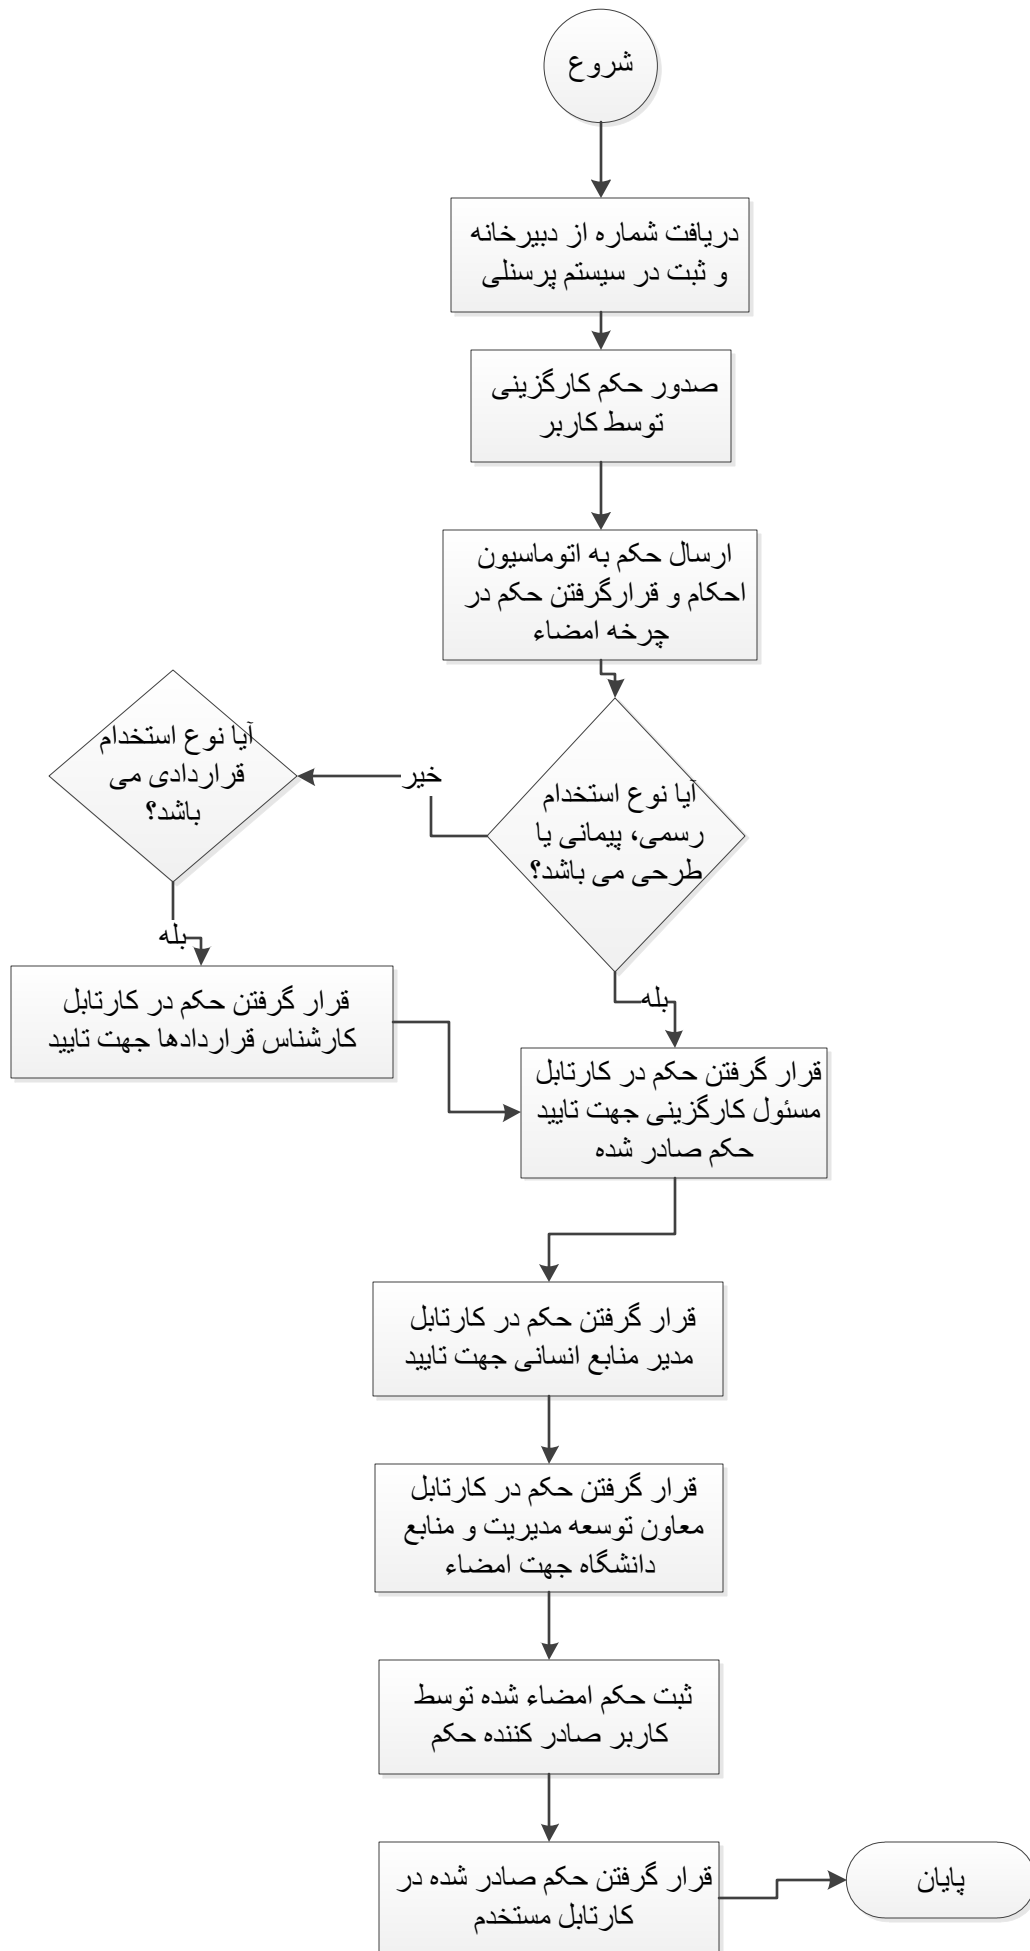 شروع
دریافت شماره از دبیرخانه
و ثبت در سیستم پرسنلی
صدور حکم کارگزینی
توسط کاربر
ارسال حکم به اتوماسیون
احکام و قرارگرفتن حکم در
چرخه امضاء
آیا نوع استخدام
رسمی، پیمانی یا
طرحی می باشد؟
خیر
آیا نوع استخدام
قراردادی می
باشد؟
بله
قرار گرفتن حکم در کارتابل
کارشناس قراردادها جهت تایید
بله
قرار گرفتن حکم در کارتابل
مسئول کارگزینی جهت تایید
حکم صادر شده
قرار گرفتن حکم در کارتابل
مدیر منابع انسانی جهت تایید
قرار گرفتن حکم در کارتابل
معاون توسعه مدیریت و منابع
دانشگاه جهت امضاء
ثبت حکم امضاء شده توسط
کاربر صادر کننده حکم
قرار گرفتن حکم صادر شده در
کارتابل مستخدم
پایان